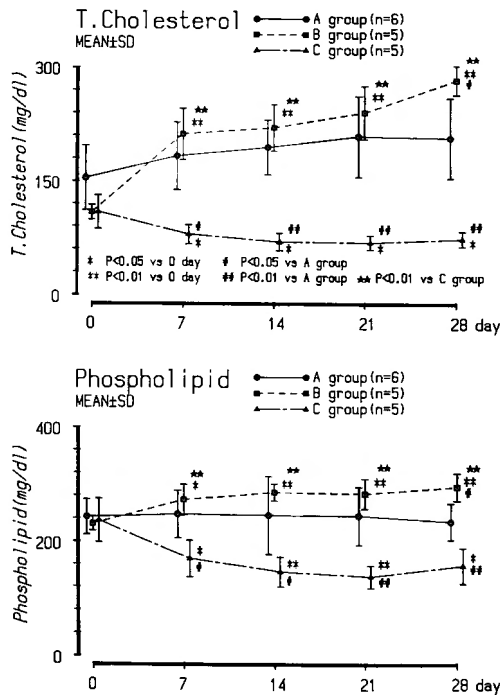 T.Cholesterol
MEAN±SD
A group(n=6)
B group(n=5)
C group(n=5)
T.Cholesterol(mg/dl)
300
150
0
★★
‡‡
★★
‡‡
★★
‡‡
★★
‡‡
#
#
‡
##
‡
##
‡
##
‡
‡ P<0.05 vs 0 day # P<0.05 vs A group
‡‡ P<0.01 vs 0 day ## P<0.01 vs A group ★★ P<0.01 vs C group
0 7 14 21 28 day
Phospholipid
MEAN±SD
A group(n=6)
B group(n=5)
C group(n=5)
Phospholipid(mg/dl)
400
200
0
★★
‡
★★
‡‡
★★
‡‡
★★
‡‡
#
‡
#
‡‡
#
‡‡
##
‡
##
0 7 14 21 28 day